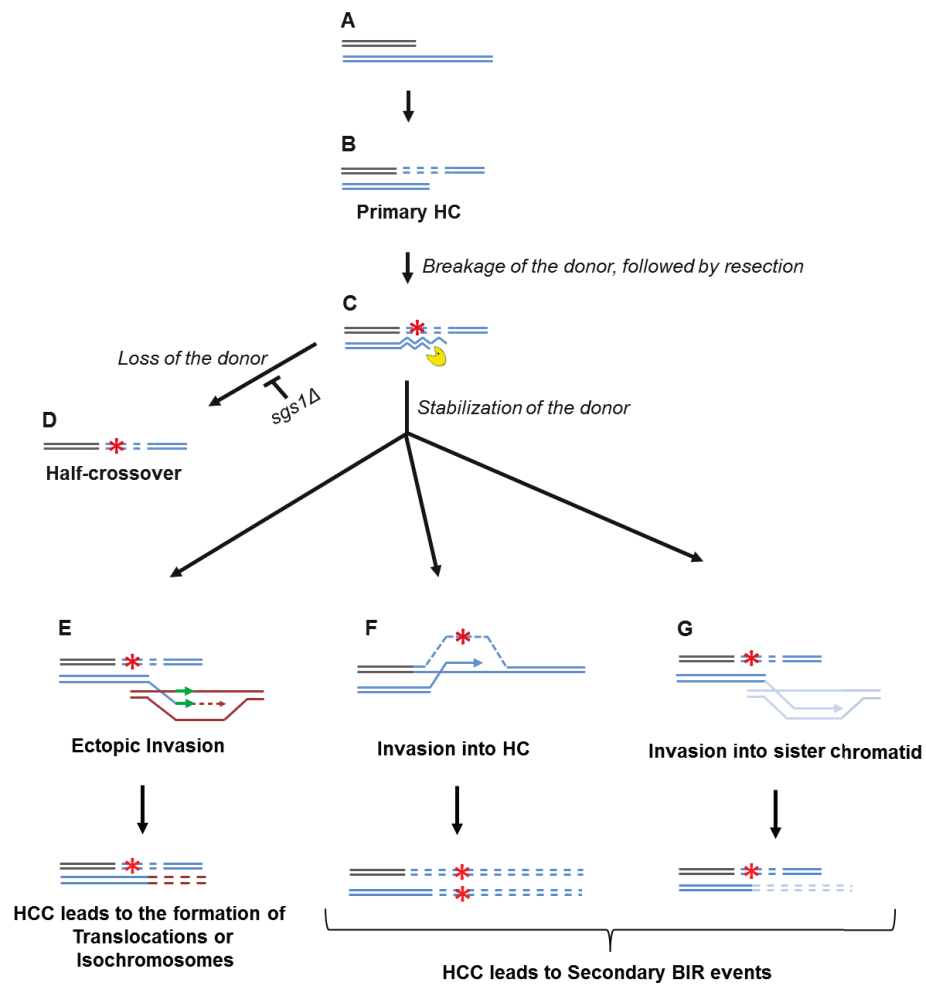 A
B
Primary HC
Breakage of the donor, followed by resection
C
Loss of the donor
sgs1Δ
Stabilization of the donor
D
Half-crossover
E
F
G
Ectopic Invasion
Invasion into HC
Invasion into sister chromatid
HCC leads to the formation of
Translocations or
Isochromosomes
HCC leads to Secondary BIR events